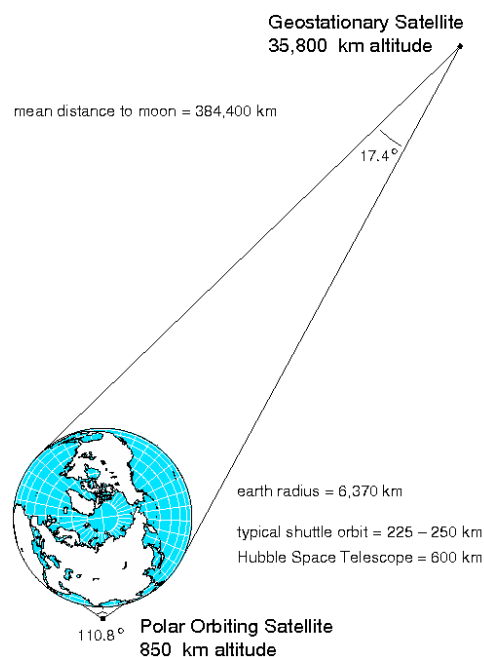 Geostationary Satellite
35,800 km altitude
mean distance to moon = 384,400 km
17.4°
earth radius = 6,370 km
typical shuttle orbit = 225 – 250 km
Hubble Space Telescope = 600 km
110.8°
Polar Orbiting Satellite
850 km altitude